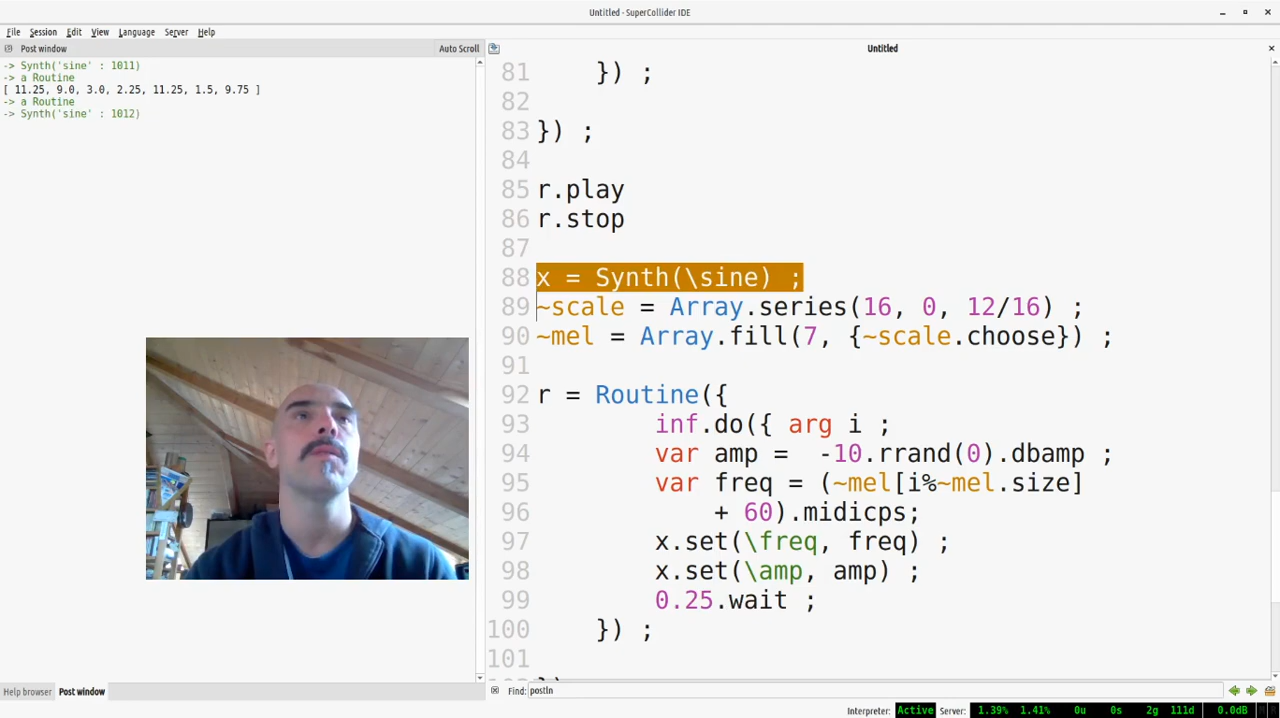 Untitled - SuperCollider IDE
File Session Edit View Language Server Help
Post window Auto Scroll
-> Synth('sine' : 1011)
-> a Routine
[ 11.25, 9.0, 3.0, 2.25, 11.25, 1.5, 9.75 ]
-> a Routine
-> Synth('sine' : 1012)
Help browser Post window
Untitled
81 }) ;
82
83 }) ;
84
85 r.play
86 r.stop
87
88 x = Synth(\sine) ;
89 ~scale = Array.series(16, 0, 12/16) ;
90 ~mel = Array.fill(7, {~scale.choose}) ;
91
92 r = Routine({
93 inf.do({ arg i ;
94 var amp = -10.rrand(0).dbamp ;
95 var freq = (~mel[i%~mel.size]
96 + 60).midicps;
97 x.set(\freq, freq) ;
98 x.set(\amp, amp) ;
99 0.25.wait ;
100 }) ;
101
Find: postln
Interpreter: Active Server: 1.39% 1.41% 0u 0s 2g 111d 0.0dB